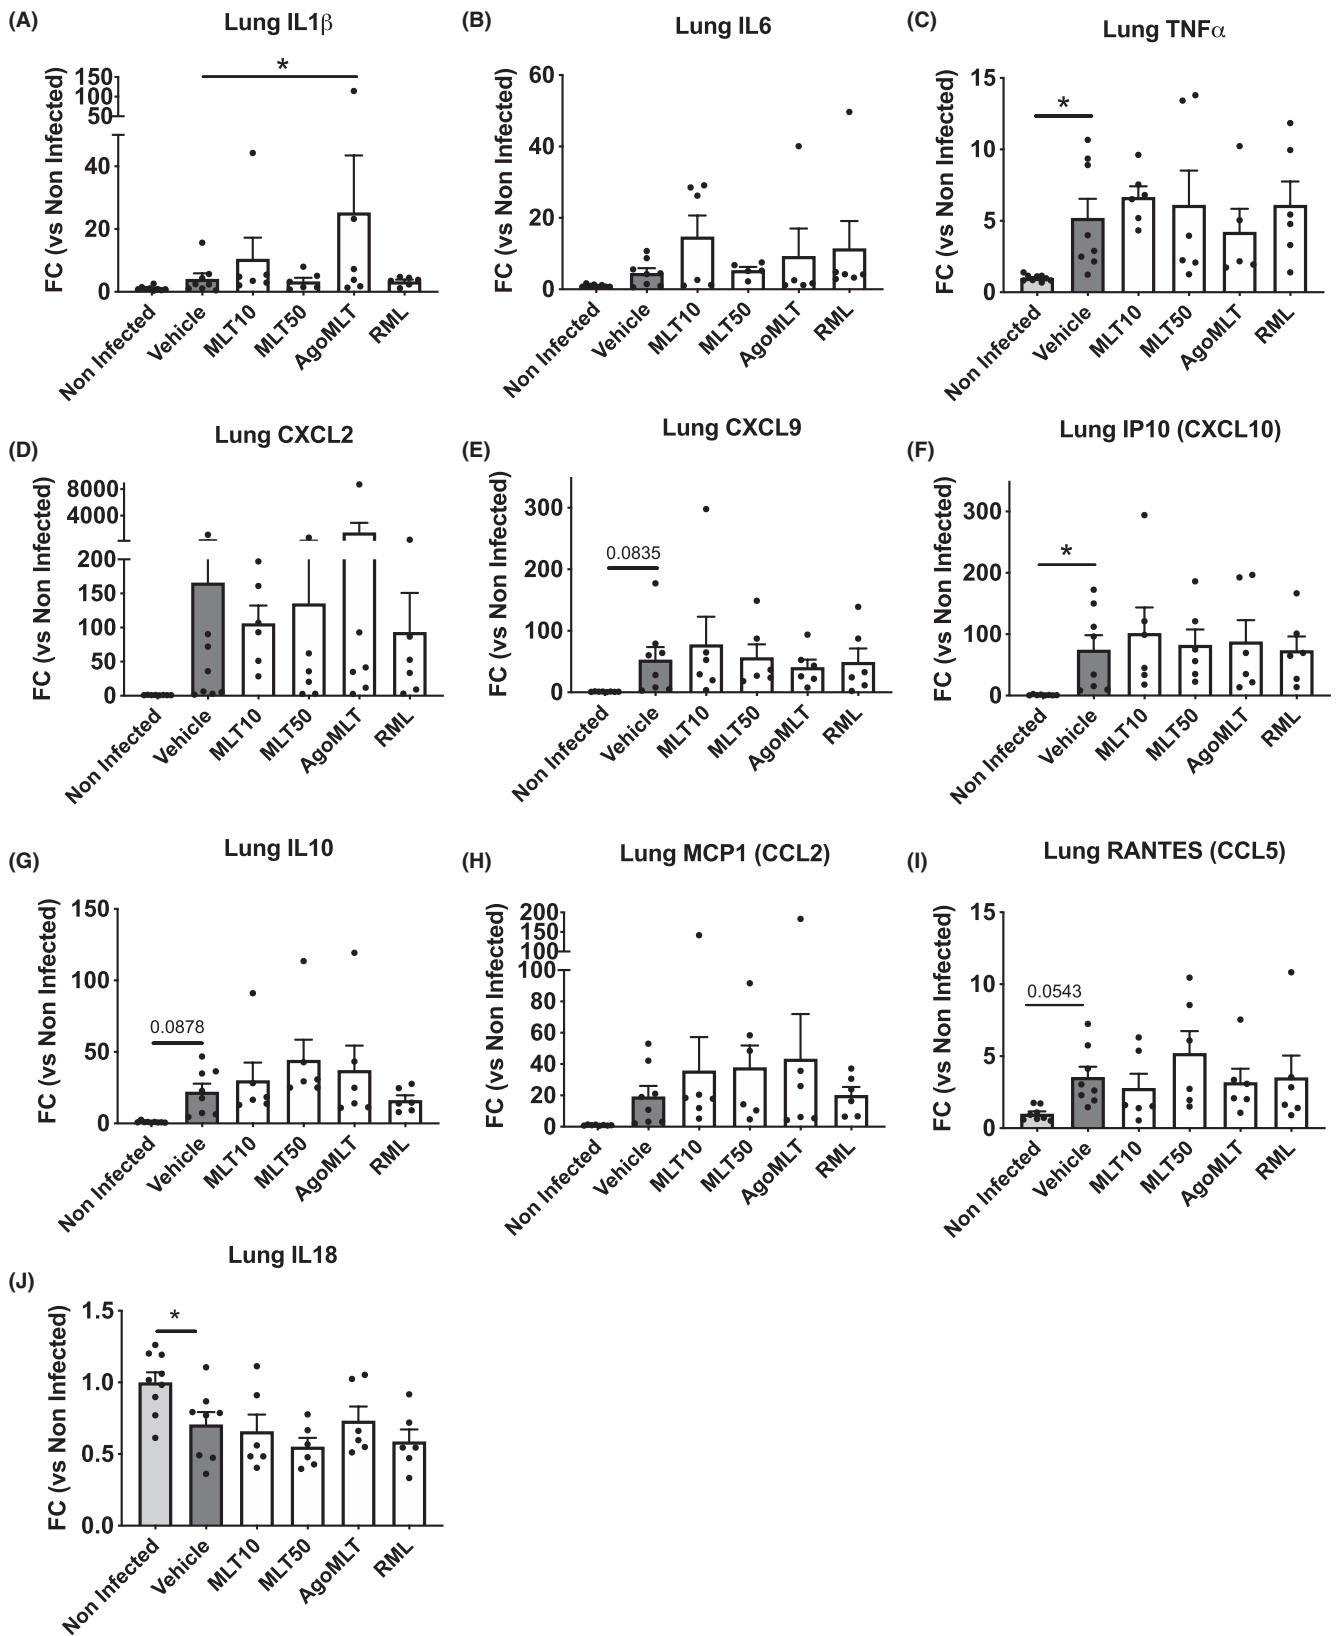 (A)
Lung IL1β
FC (vs Non Infected)
150
100
50
40
20
0
*
Non Infected
Vehicle
MLT10
MLT50
AgoMLT
RML
(B)
Lung IL6
FC (vs Non Infected)
60
40
20
0
Non Infected
Vehicle
MLT10
MLT50
AgoMLT
RML
(C)
Lung TNFα
FC (vs Non Infected)
15
10
5
0
*
Non Infected
Vehicle
MLT10
MLT50
AgoMLT
RML
(D)
Lung CXCL2
FC (vs Non Infected)
8000
4000
200
150
100
50
0
Non Infected
Vehicle
MLT10
MLT50
AgoMLT
RML
(E)
Lung CXCL9
FC (vs Non Infected)
300
200
100
0
0.0835
Non Infected
Vehicle
MLT10
MLT50
AgoMLT
RML
(F)
Lung IP10 (CXCL10)
FC (vs Non Infected)
300
200
100
0
*
Non Infected
Vehicle
MLT10
MLT50
AgoMLT
RML
(G)
Lung IL10
FC (vs Non Infected)
150
100
50
0
0.0878
Non Infected
Vehicle
MLT10
MLT50
AgoMLT
RML
(H)
Lung MCP1 (CCL2)
FC (vs Non Infected)
200
150
100
100
80
60
40
20
0
Non Infected
Vehicle
MLT10
MLT50
AgoMLT
RML
(I)
Lung RANTES (CCL5)
FC (vs Non Infected)
15
10
5
0
0.0543
Non Infected
Vehicle
MLT10
MLT50
AgoMLT
RML
(J)
Lung IL18
FC (vs Non Infected)
1.5
1.0
0.5
0.0
*
Non Infected
Vehicle
MLT10
MLT50
AgoMLT
RML